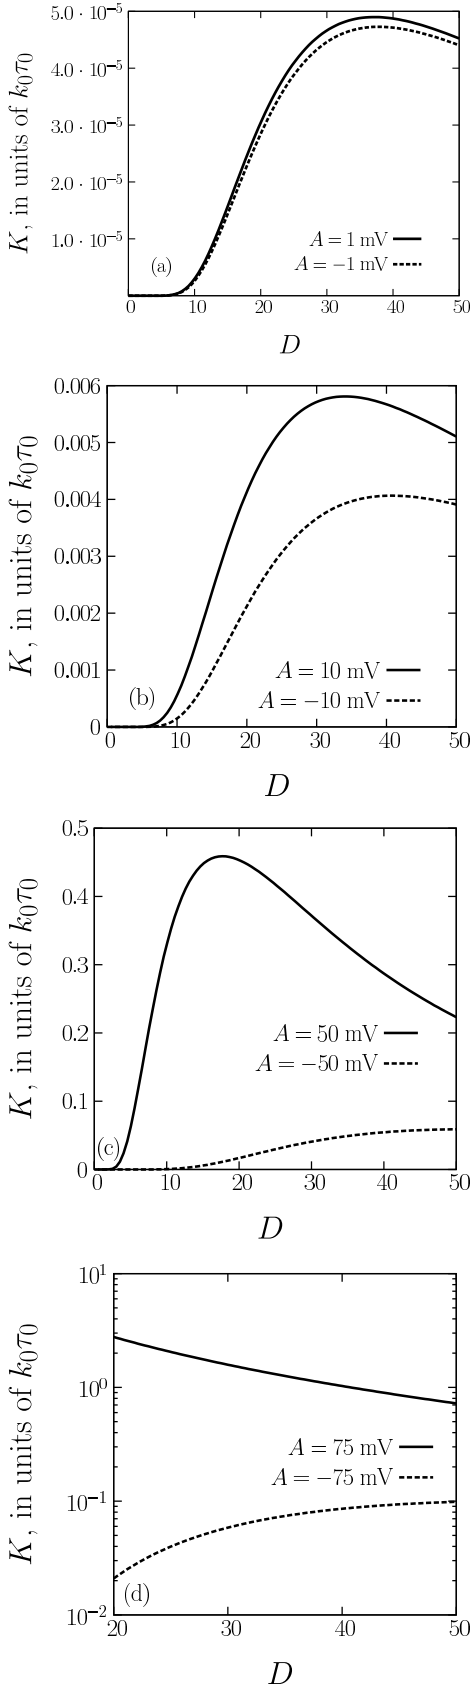 K, in units of k₀τ₀
5.0 · 10⁻⁵
4.0 · 10⁻⁵
3.0 · 10⁻⁵
2.0 · 10⁻⁵
1.0 · 10⁻⁵
A = 1 mV
A = −1 mV
(a)
0 10 20 30 40 50
D
K, in units of k₀τ₀
0.006
0.005
0.004
0.003
0.002
0.001
0
A = 10 mV
A = −10 mV
(b)
0 10 20 30 40 50
D
K, in units of k₀τ₀
0.5
0.4
0.3
0.2
0.1
0
A = 50 mV
A = −50 mV
(c)
0 10 20 30 40 50
D
K, in units of k₀τ₀
10¹
10⁰
10⁻¹
10⁻²
A = 75 mV
A = −75 mV
(d)
20 30 40 50
D